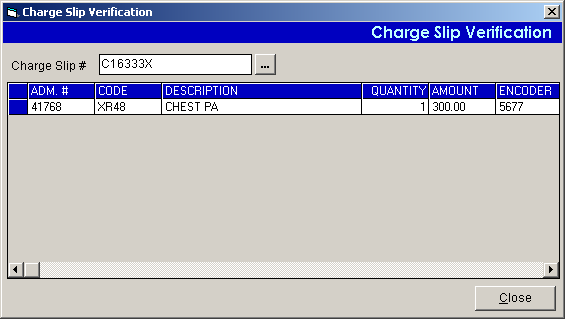 Charge Slip Verification
Charge Slip Verification
Charge Slip # C16333X ...
ADM. # CODE DESCRIPTION QUANTITY AMOUNT ENCODER
41768 XR48 CHEST PA 1 300.00 5677
Close